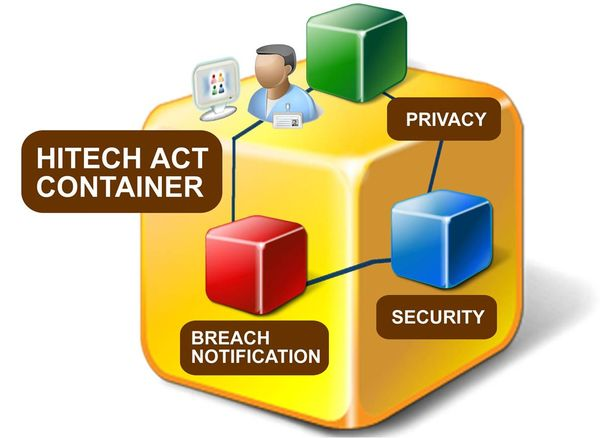 PRIVACY
HITECH ACT
CONTAINER
SECURITY
BREACH
NOTIFICATION